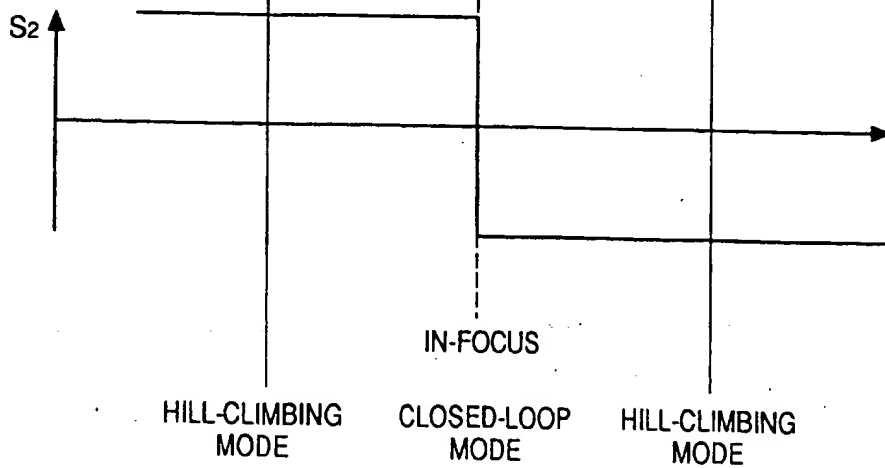 S2
IN-FOCUS
HILL-CLIMBING MODE
CLOSED-LOOP MODE
HILL-CLIMBING MODE